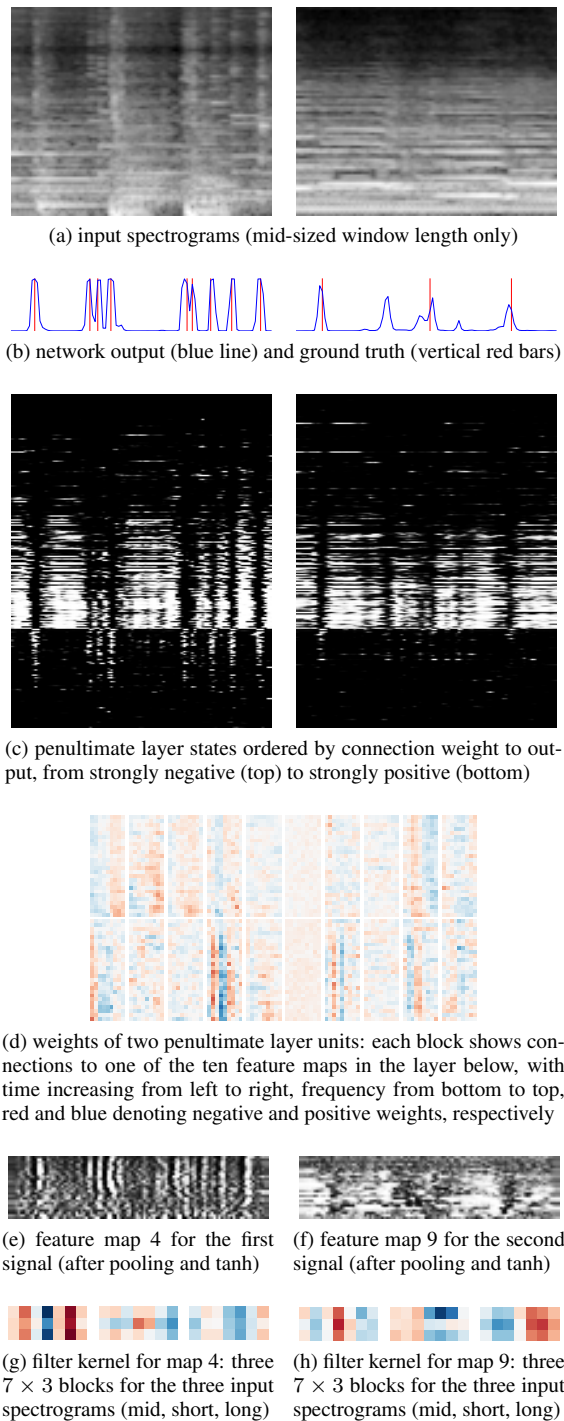 (a) input spectrograms (mid-sized window length only)
(b) network output (blue line) and ground truth (vertical red bars)
(c) penultimate layer states ordered by connection weight to out-
put, from strongly negative (top) to strongly positive (bottom)
(d) weights of two penultimate layer units: each block shows con-
nections to one of the ten feature maps in the layer below, with
time increasing from left to right, frequency from bottom to top,
red and blue denoting negative and positive weights, respectively
(e) feature map 4 for the first
signal (after pooling and tanh)
(f) feature map 9 for the second
signal (after pooling and tanh)
(g) filter kernel for map 4: three
7 × 3 blocks for the three input
spectrograms (mid, short, long)
(h) filter kernel for map 9: three
7 × 3 blocks for the three input
spectrograms (mid, short, long)